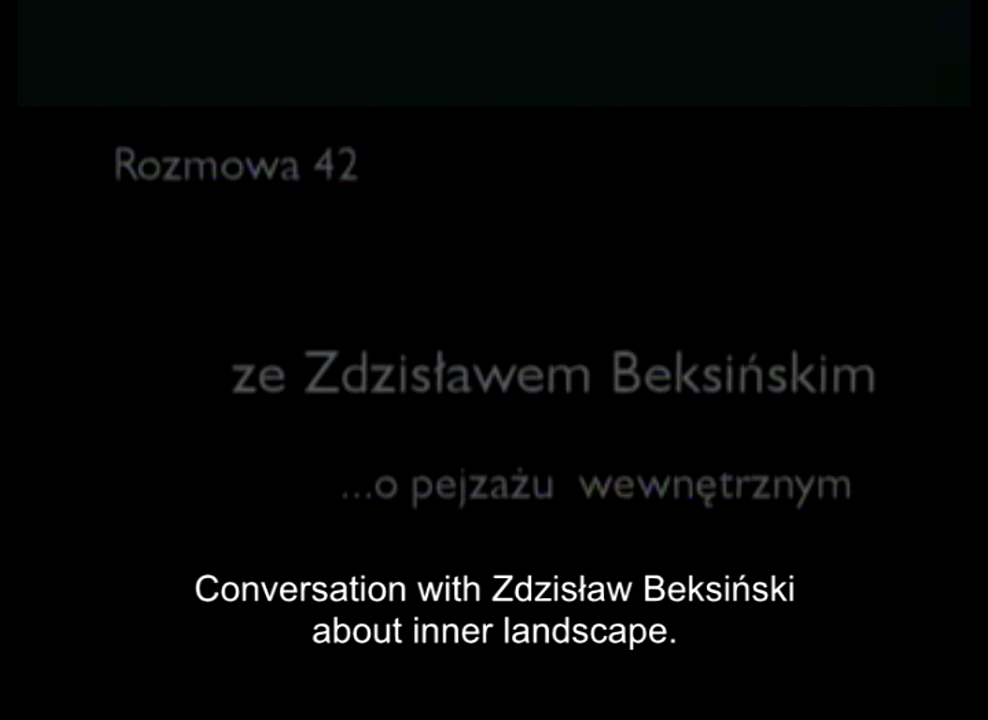 Rozmowa 42
ze Zdzisławem Beksińskim
...o pejzażu wewnętrznym
Conversation with Zdzisław Beksiński
about inner landscape.